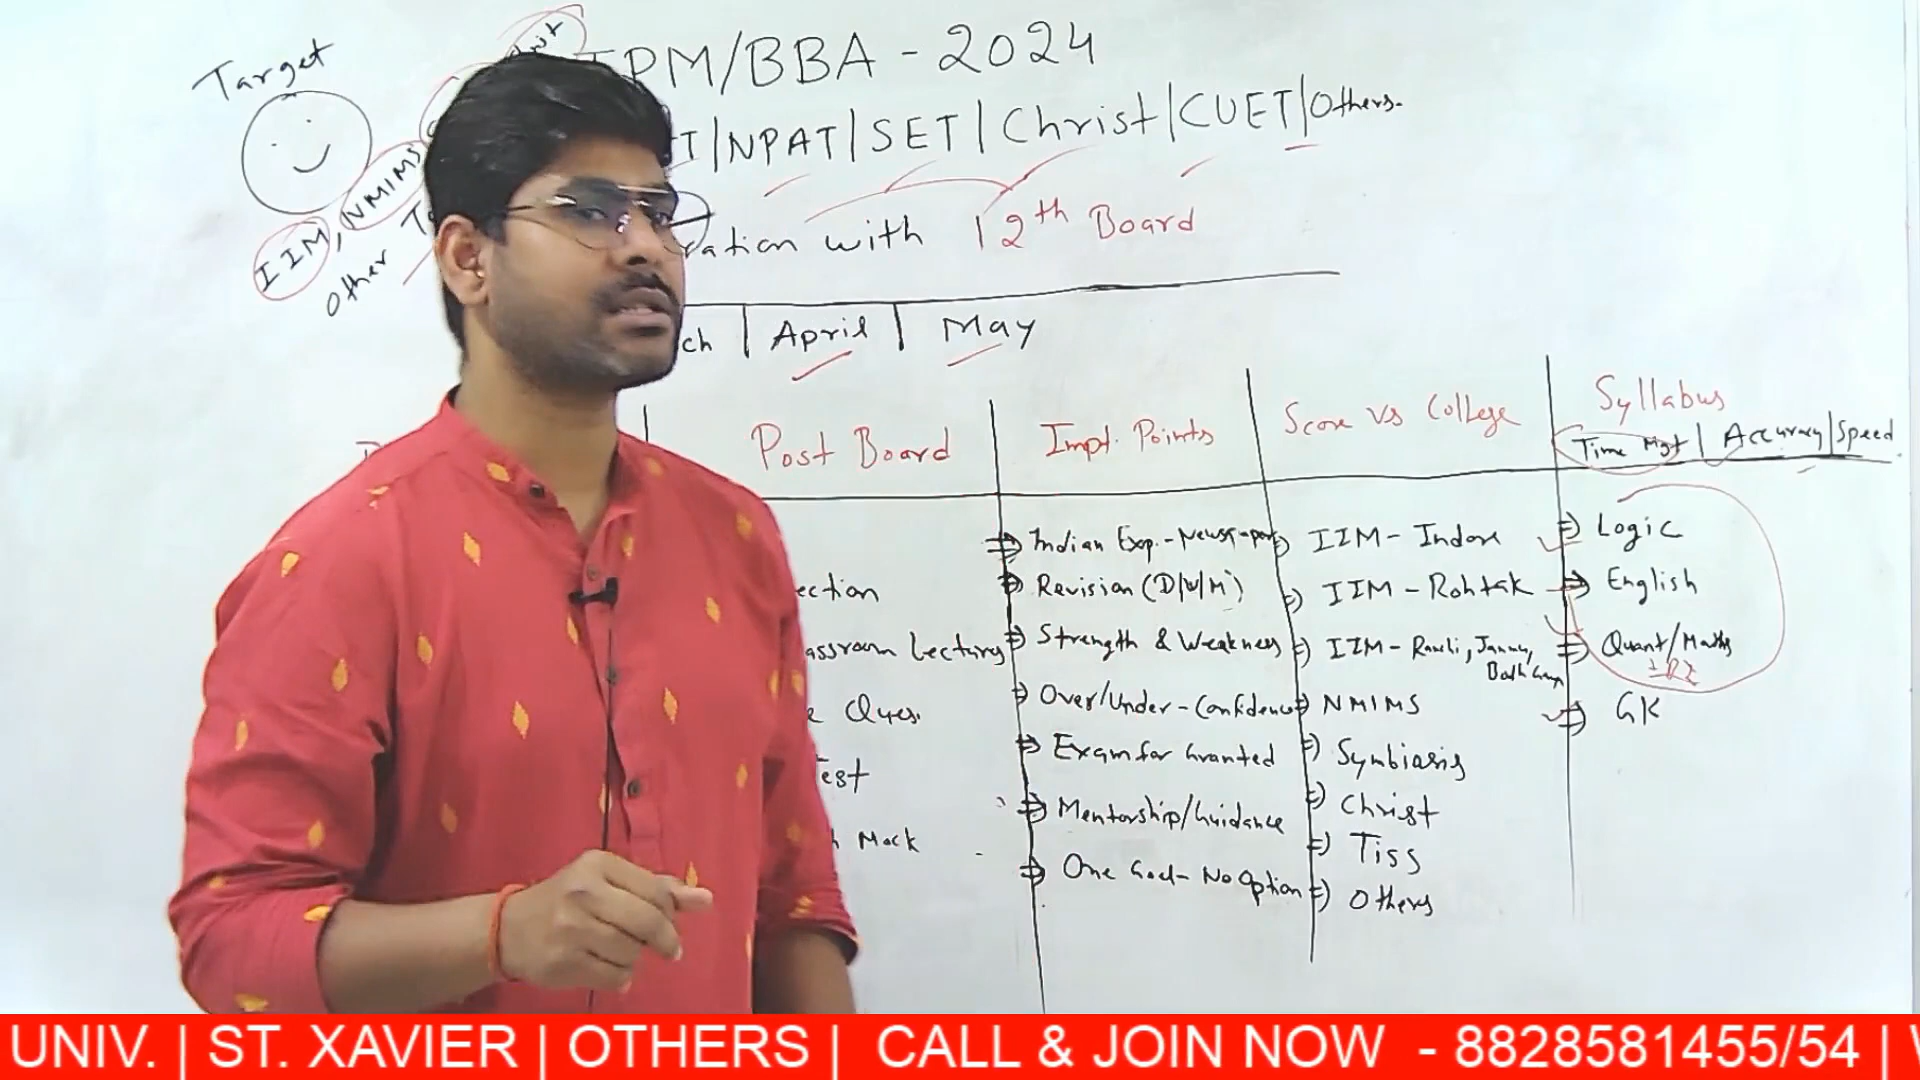 Target
IPM/BBA - 2024
|NPAT|SET|Christ|CUET|Others.
IIM, NMIMS
Other
ration with 12th Board
ch | April | May
Post Board
Impt. Points
Score Vs College
Syllabus
Time Mgt | Accuracy | Speed
ection
assroom Lectures
Ques.
Test
Mock
Indian Exp. - Newspaper
Revision (D/W/M)
Strength & Weakness
Over/Under - Confidence
Exam for Granted
Mentorship/Guidance
One Goal - No Option
IIM - Indore
IIM - Rohtak
IIM - Ranchi, Jammu,
Bodh Gaya
NMIMS
Symbiosis
Christ
Tiss
Others
Logic
English
Quant/Maths
GK
UNIV. | ST. XAVIER | OTHERS | CALL & JOIN NOW - 8828581455/54 |